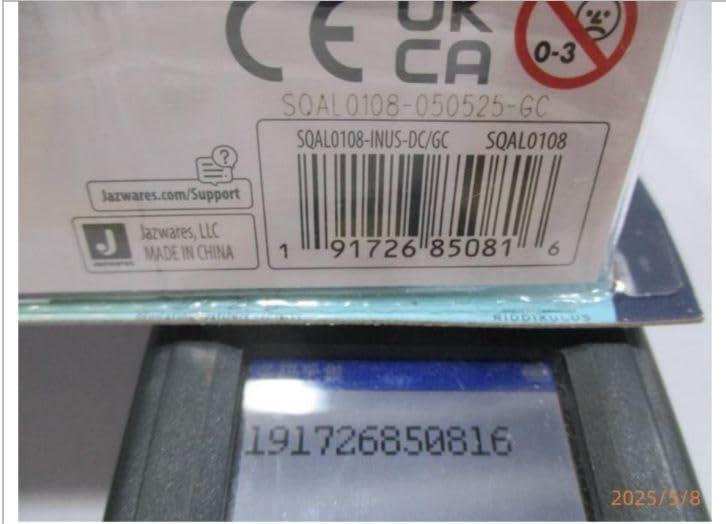 CE UK
CA
0-3
SQAL0108-050525-GC
SQAL0108-INUS-DC/GC SQAL0108
Jazwares.com/Support
J
JAZWARES
Jazwares, LLC
MADE IN CHINA
1 91726 85081 6
RIDDIKULUS
191726850816
2025/5/8